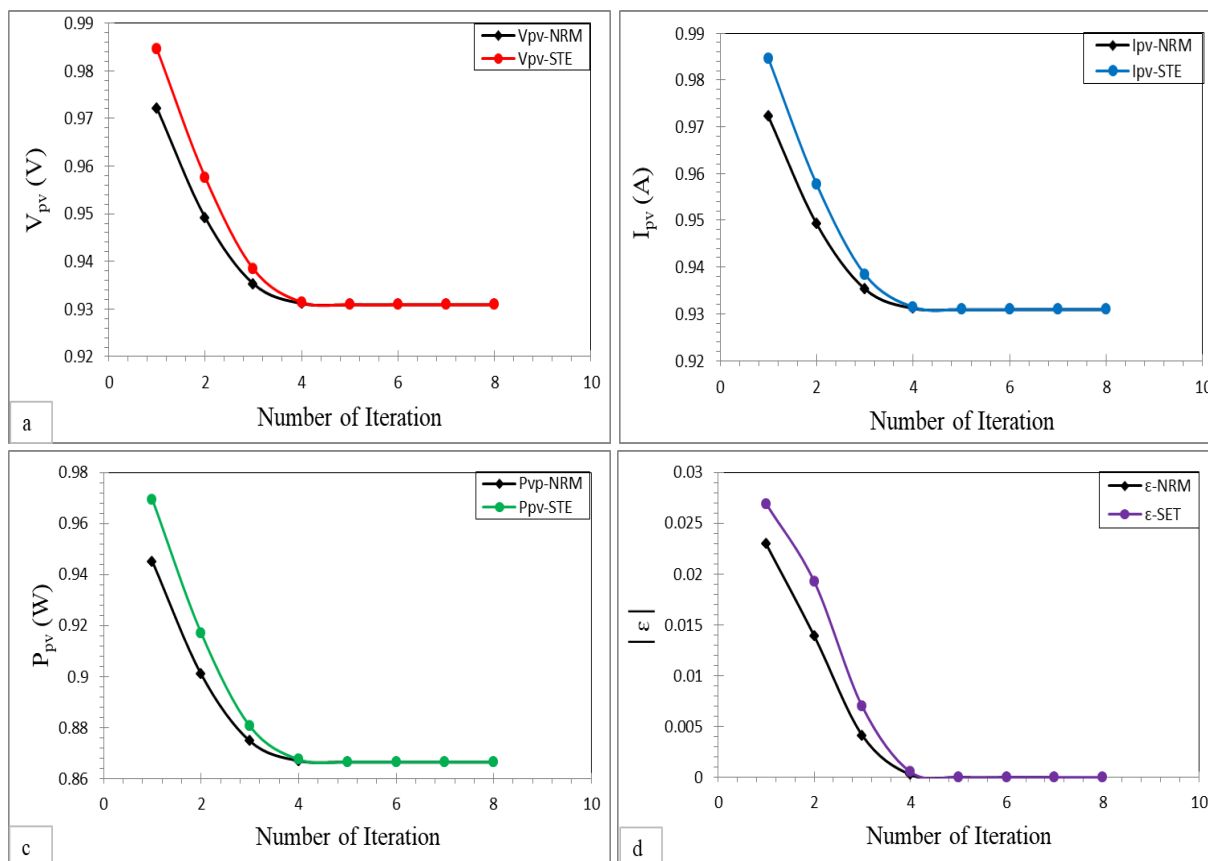 0.99
0.98
0.97
0.96
0.95
0.94
0.93
0.92
V_pv (V)
Vpv-NRM
Vpv-STE
0 2 4 6 8 10
Number of Iteration
a
0.99
0.98
0.97
0.96
0.95
0.94
0.93
0.92
I_pv (A)
Ipv-NRM
Ipv-STE
0 2 4 6 8 10
Number of Iteration
0.98
0.96
0.94
0.92
0.9
0.88
0.86
P_pv (W)
Pvp-NRM
Ppv-STE
0 2 4 6 8 10
Number of Iteration
c
0.03
0.025
0.02
0.015
0.01
0.005
0
| ε |
ε-NRM
ε-SET
0 2 4 6 8 10
Number of Iteration
d